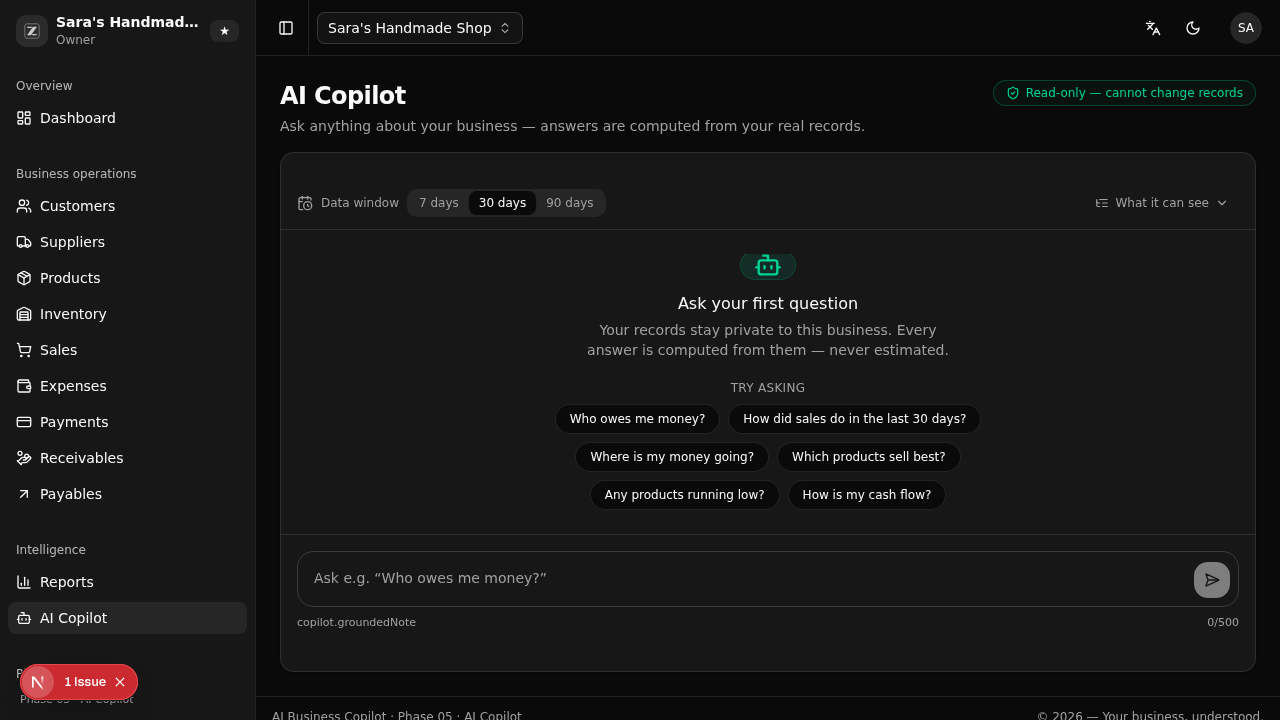 Sara's Handmad...
Owner
★
Overview
Dashboard
Business operations
Customers
Suppliers
Products
Inventory
Sales
Expenses
Payments
Receivables
Payables
Intelligence
Reports
AI Copilot
1 Issue
Phase 05 · AI Copilot
Sara's Handmade Shop
SA
AI Copilot
Read-only — cannot change records
Ask anything about your business — answers are computed from your real records.
Data window
7 days
30 days
90 days
What it can see
Ask your first question
Your records stay private to this business. Every
answer is computed from them — never estimated.
TRY ASKING
Who owes me money?
How did sales do in the last 30 days?
Where is my money going?
Which products sell best?
Any products running low?
How is my cash flow?
Ask e.g. “Who owes me money?”
copilot.groundedNote
0/500
AI Business Copilot · Phase 05 · AI Copilot
© 2026 — Your business, understood.